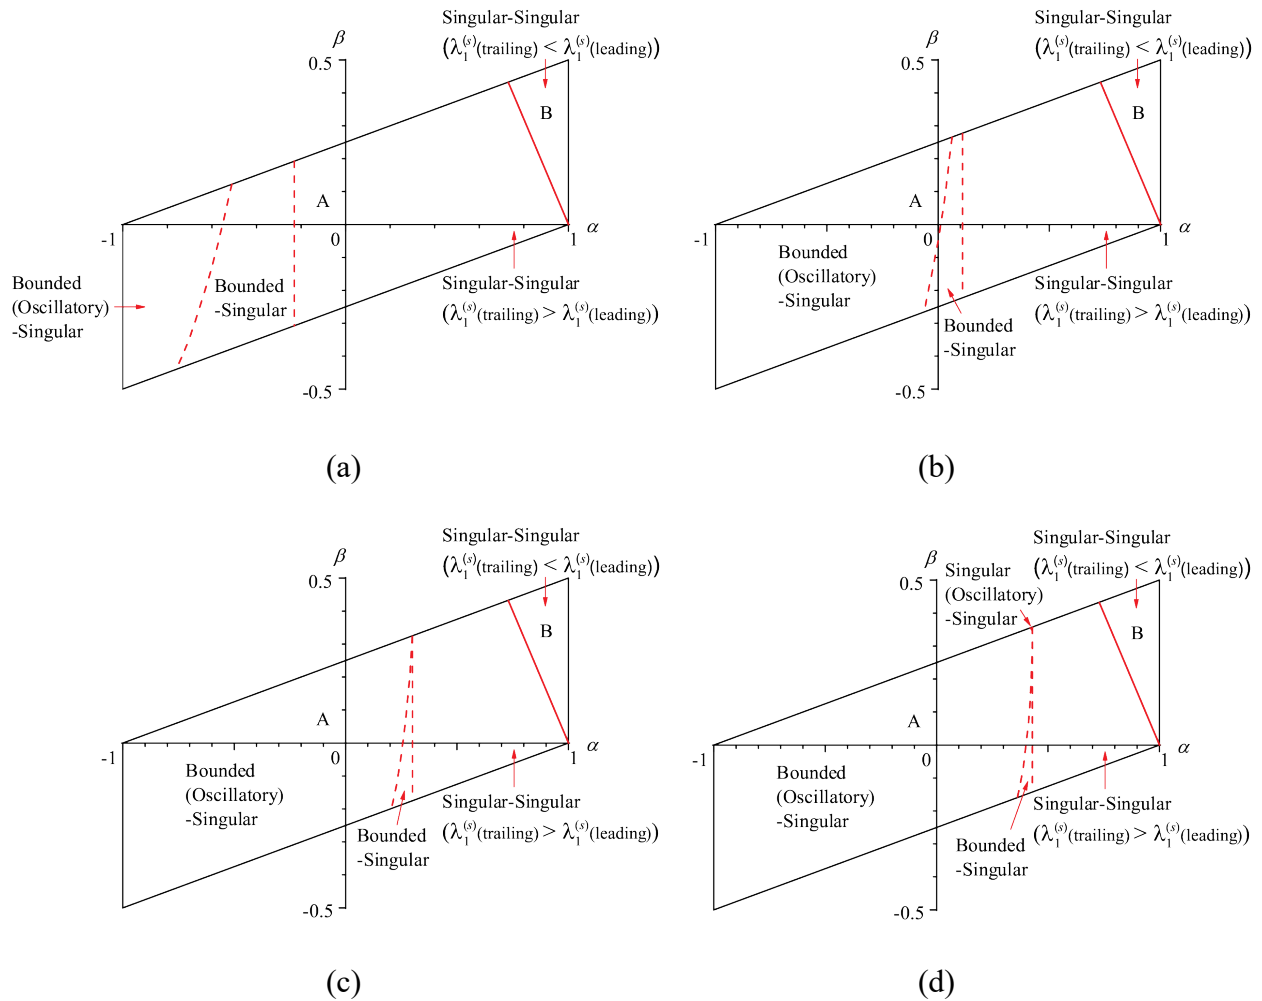 Singular-Singular
(λ₁⁽ˢ⁾(trailing) < λ₁⁽ˢ⁾(leading))
β
0.5
B
A
-1
0
1
α
Bounded
(Oscillatory)
-Singular
Bounded
-Singular
Singular-Singular
(λ₁⁽ˢ⁾(trailing) > λ₁⁽ˢ⁾(leading))
-0.5
(a)
Singular-Singular
(λ₁⁽ˢ⁾(trailing) < λ₁⁽ˢ⁾(leading))
β
0.5
B
A
-1
0
1
α
Bounded
(Oscillatory)
-Singular
Singular-Singular
(λ₁⁽ˢ⁾(trailing) > λ₁⁽ˢ⁾(leading))
Bounded
-Singular
-0.5
(b)
Singular-Singular
(λ₁⁽ˢ⁾(trailing) < λ₁⁽ˢ⁾(leading))
β
0.5
B
A
-1
0
1
α
Bounded
(Oscillatory)
-Singular
Singular-Singular
(λ₁⁽ˢ⁾(trailing) > λ₁⁽ˢ⁾(leading))
Bounded
-Singular
-0.5
(c)
Singular-Singular
(λ₁⁽ˢ⁾(trailing) < λ₁⁽ˢ⁾(leading))
β
Singular
(Oscillatory)
-Singular
0.5
B
A
-1
0
1
α
Bounded
(Oscillatory)
-Singular
Singular-Singular
(λ₁⁽ˢ⁾(trailing) > λ₁⁽ˢ⁾(leading))
Bounded
-Singular
-0.5
(d)